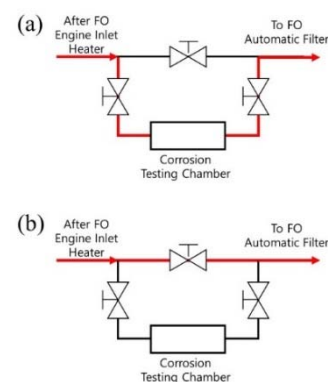 (a)
After FO
Engine Inlet
Heater
To FO
Automatic Filter
Corrosion
Testing Chamber
(b)
After FO
Engine Inlet
Heater
To FO
Automatic Filter
Corrosion
Testing Chamber